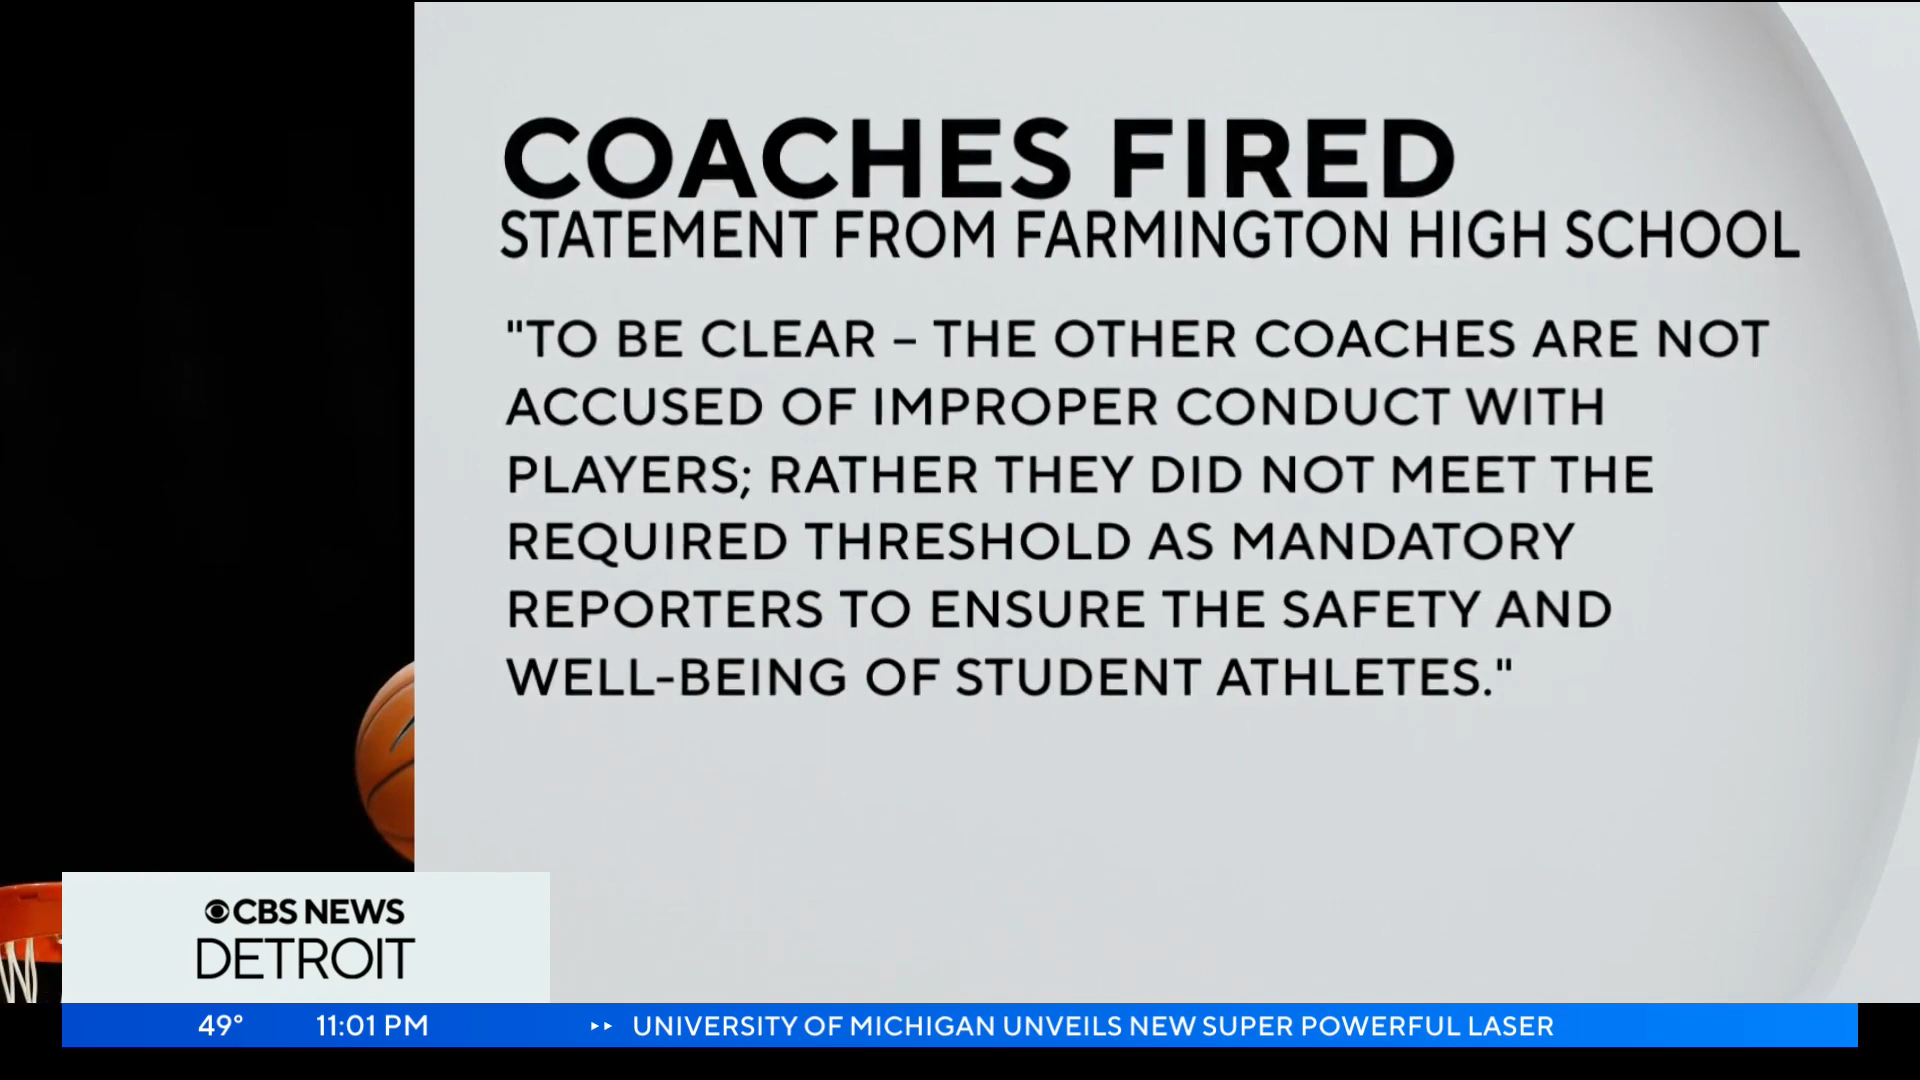 COACHES FIRED
STATEMENT FROM FARMINGTON HIGH SCHOOL
"TO BE CLEAR – THE OTHER COACHES ARE NOT
ACCUSED OF IMPROPER CONDUCT WITH
PLAYERS; RATHER THEY DID NOT MEET THE
REQUIRED THRESHOLD AS MANDATORY
REPORTERS TO ENSURE THE SAFETY AND
WELL-BEING OF STUDENT ATHLETES."
CBS NEWS
DETROIT
49° 11:01 PM UNIVERSITY OF MICHIGAN UNVEILS NEW SUPER POWERFUL LASER